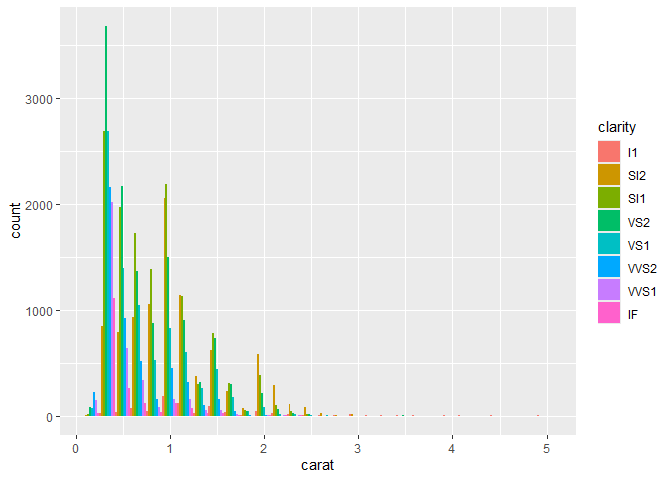 3000
2000
1000
0
count
0 1 2 3 4 5
carat
clarity
I1
SI2
SI1
VS2
VS1
VVS2
VVS1
IF